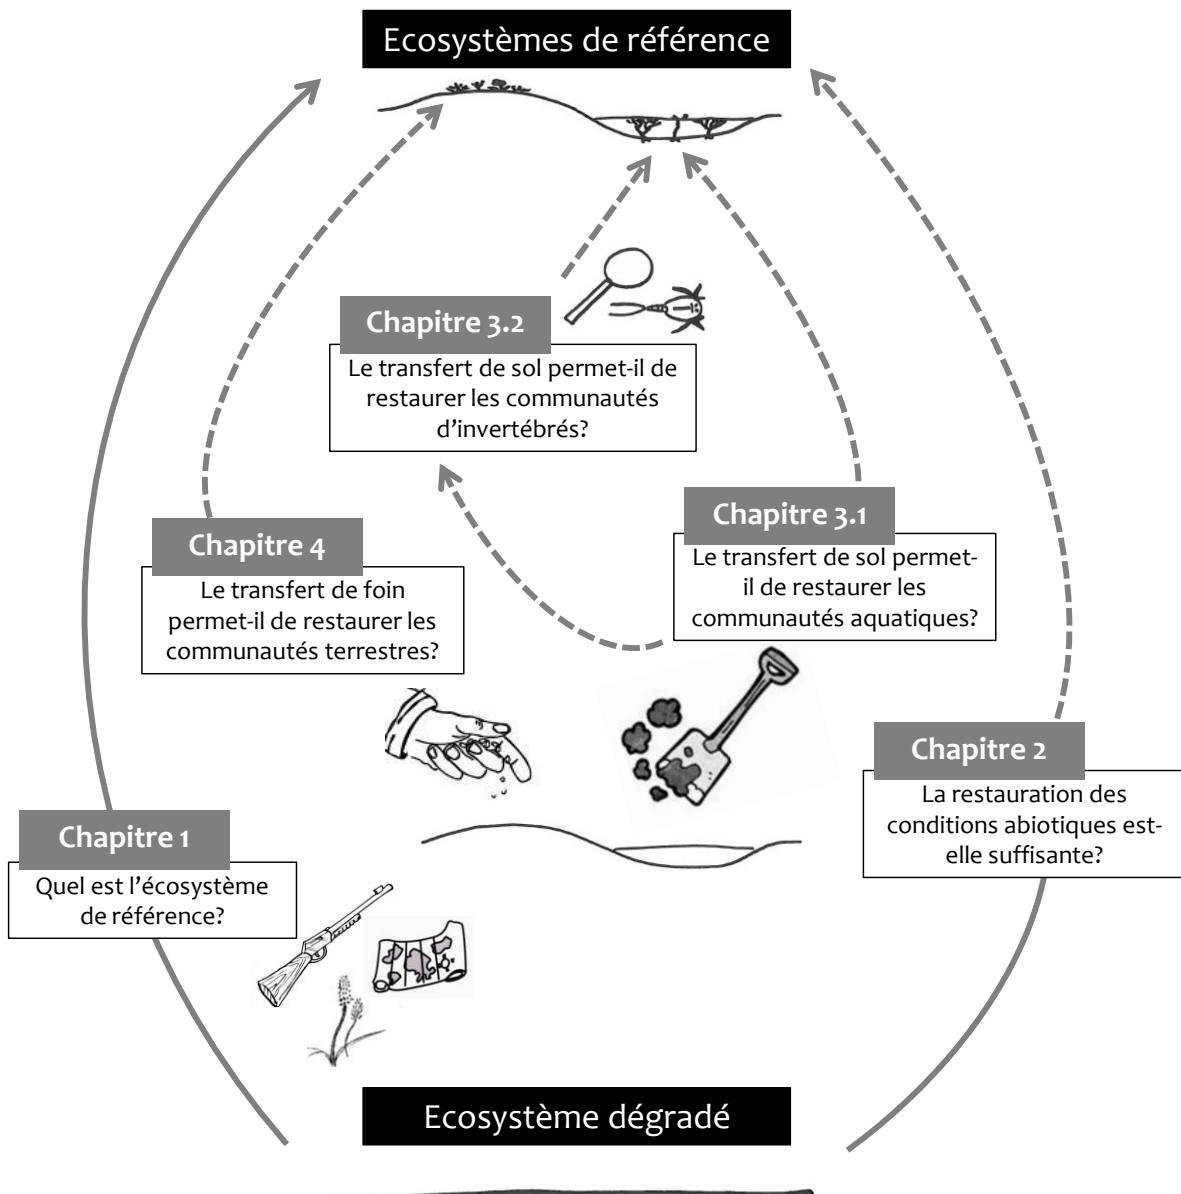 Ecosystèmes de référence
Chapitre 3.2
Le transfert de sol permet-il de
restaurer les communautés
d’invertébrés?
Chapitre 3.1
Le transfert de sol permet-
il de restaurer les
communautés aquatiques?
Chapitre 4
Le transfert de foin
permet-il de restaurer les
communautés terrestres?
Chapitre 2
La restauration des
conditions abiotiques est-
elle suffisante?
Chapitre 1
Quel est l’écosystème
de référence?
Ecosystème dégradé